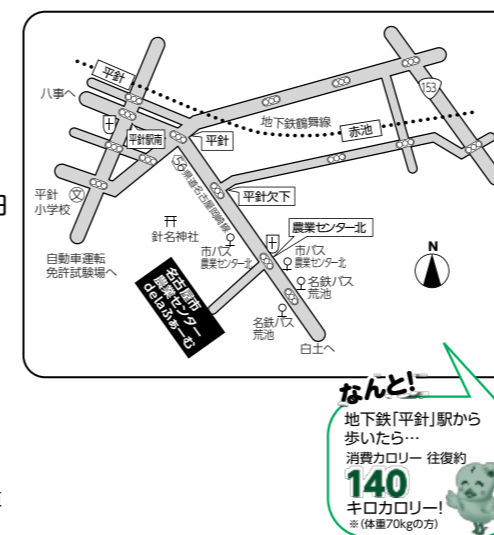 平針
八事へ
153
地下鉄鶴舞線
赤池
平針駅南
平針
56
県道名古屋岡崎線
平針欠下
平針
小学校
文
農業センター北
針名神社
市バス
農業センター北
市バス
農業センター北
自動車運転
免許試験場へ
名古屋市
農業センター
delaふぁーむ
名鉄バス
荒池
名鉄バス
荒池
白土へ
N
なんと!
地下鉄「平針」駅から
歩いたら…
消費カロリー 往復約
140
キロカロリー!
※(体重70kgの方)